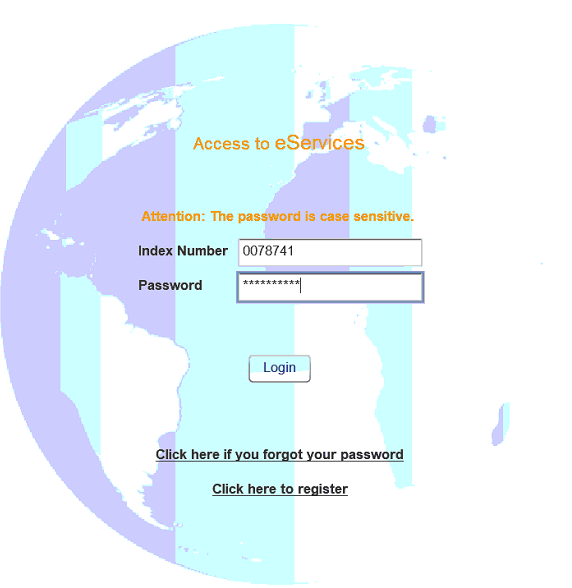 Access to eServices
Attention: The password is case sensitive.
Index Number 0078741
Password **********
Login
Click here if you forgot your password
Click here to register